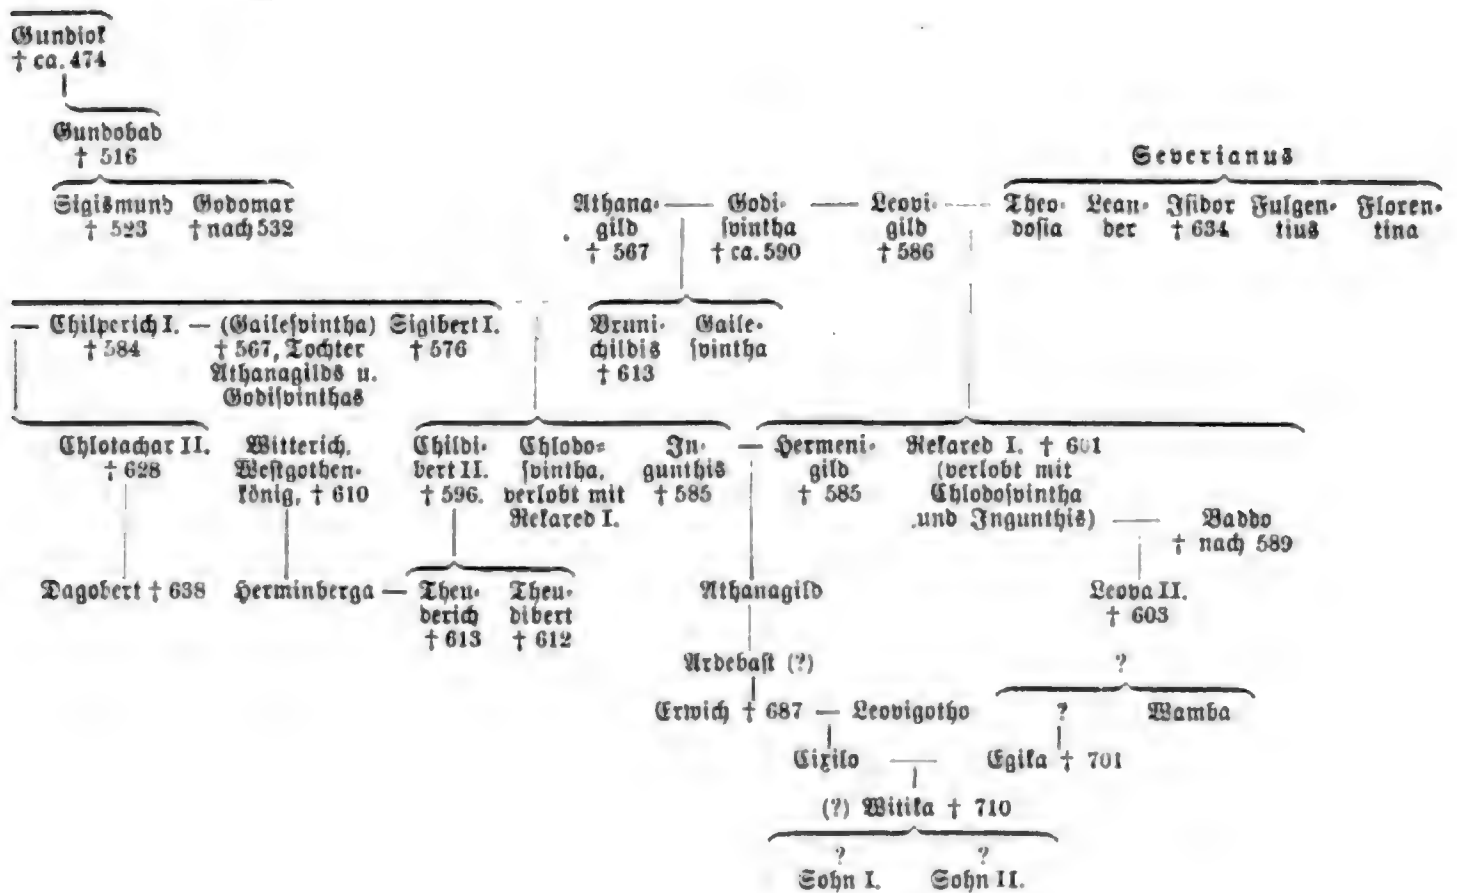 Gundiok
† ca. 474
Gundobad
† 516
Sigismund Godomar
† 523 † nach 532
Severianus
Athana- — Godi- — Leovi- — Theo- Lean- Isidor Fulgen- Floren-
gild svintha gild dosia der † 634 tius tina
† 567 † ca. 590 † 586
— Chilperich I. — (Gailesvintha) Sigibert I. Bruni- Gaile-
† 584 † 567, Tochter † 576 childis svintha
Athanagilds u. † 613
Godisvinthas
Chlotachar II. Witterich, Childi- Chlodo- In- — Hermeni- Rekared I. † 601
† 628 Westgothen- bert II. svintha, gunthis gild (verlobt mit
könig, † 610 † 596. verlobt mit † 585 † 585 Chlodosvintha
Rekared I. und Ingunthis) — Baddo
† nach 589
Dagobert † 638 Herminberga — Theu- Theu- Athanagild Leova II.
derich dibert † 603
† 613 † 612
Ardebast (?) ?
Erwich † 687 — Leovigotho ? Wamba
Cixilo — Egika † 701
(?) Witika † 710
? ?
Sohn I. Sohn II.